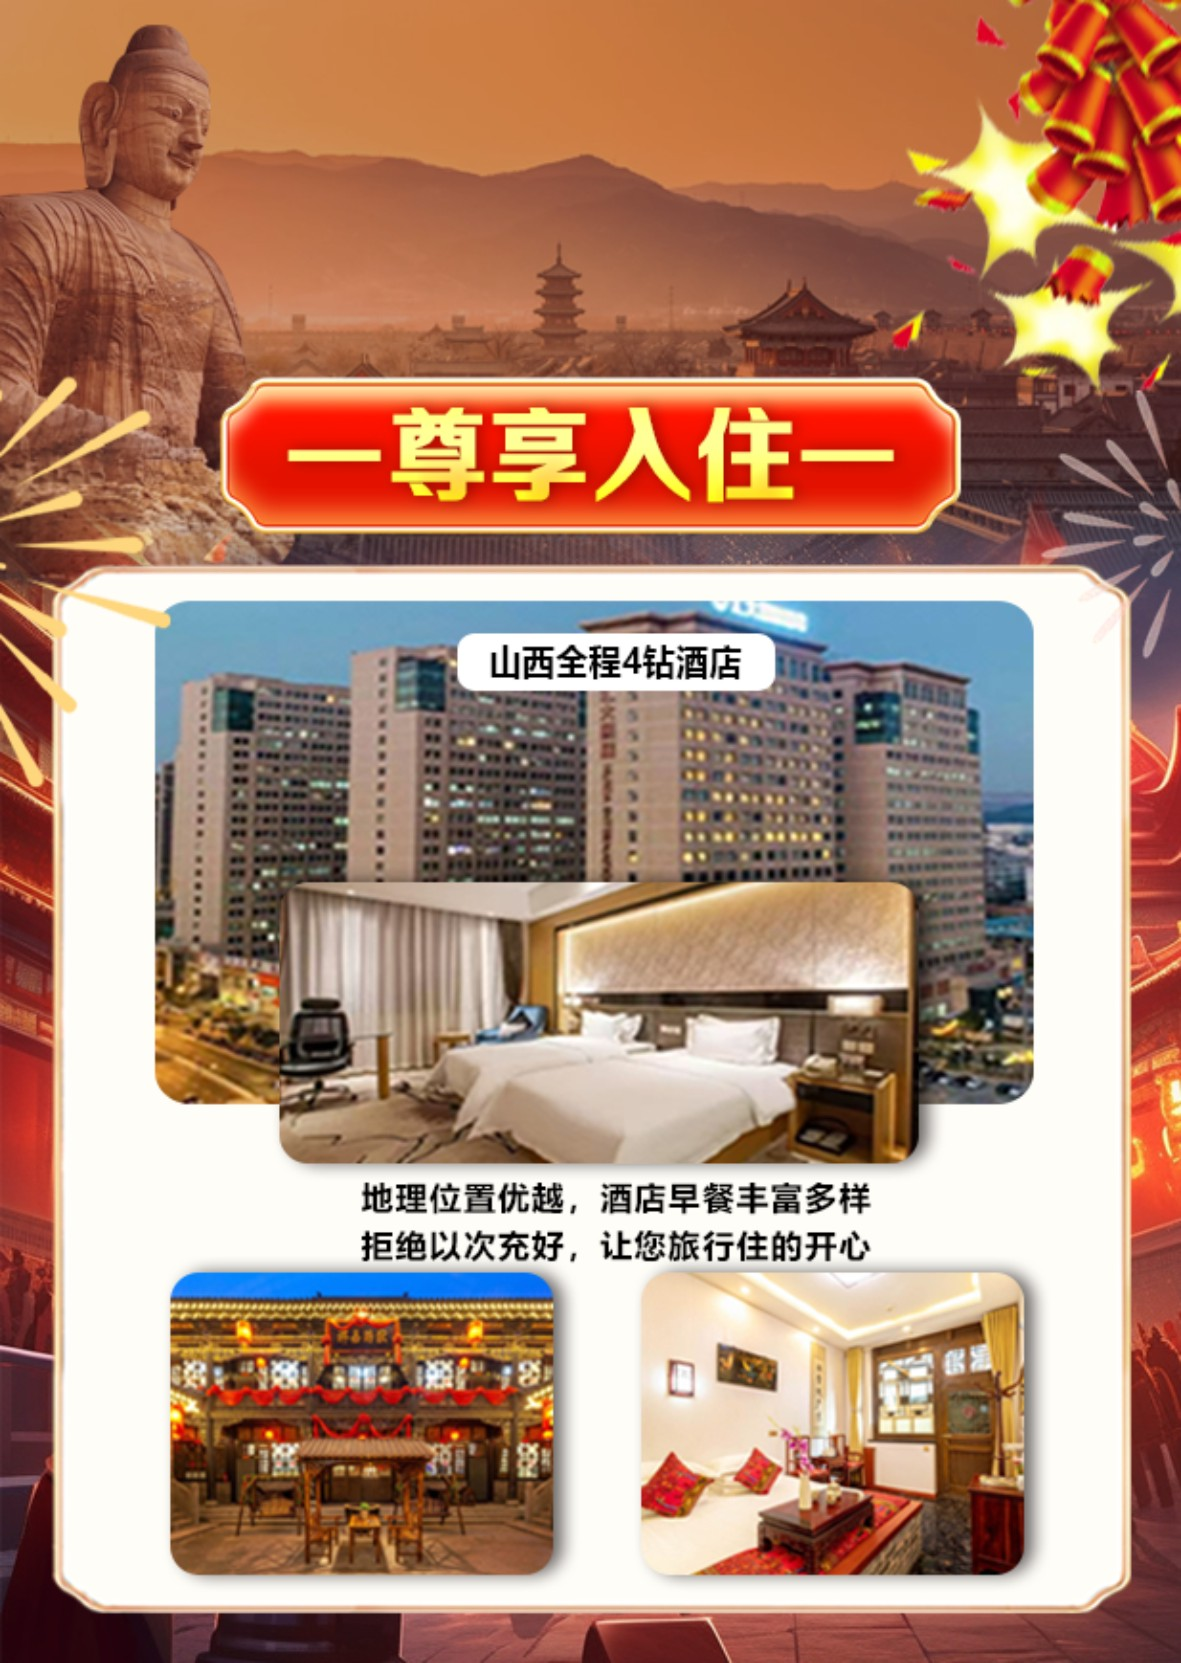 一尊享入住一
山西全程4钻酒店
地理位置优越，酒店早餐丰富多样
拒绝以次充好，让您旅行住的开心